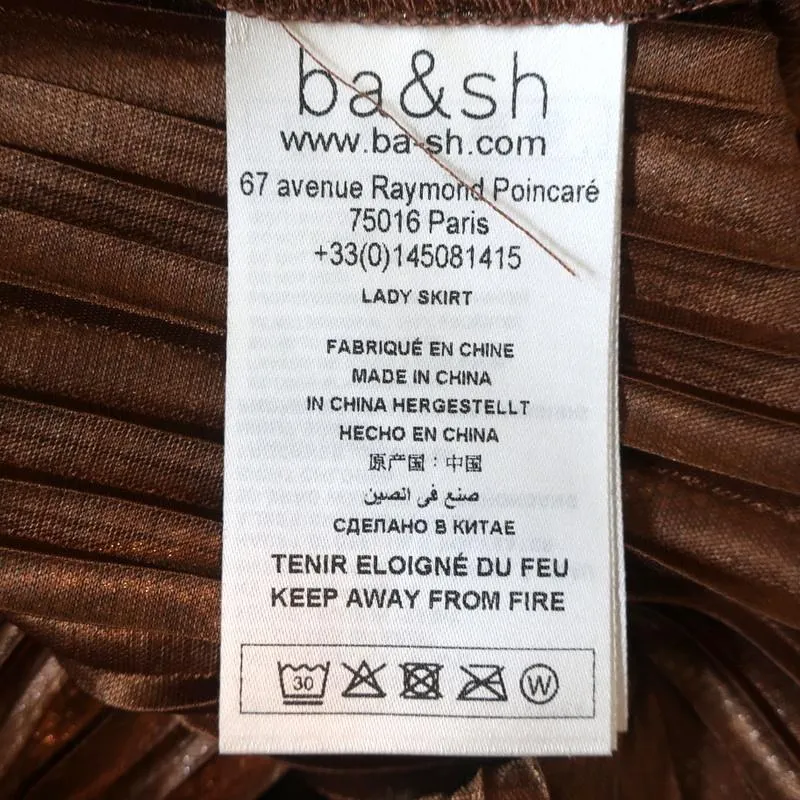 ba&sh
www.ba-sh.com
67 avenue Raymond Poincaré
75016 Paris
+33(0)145081415
LADY SKIRT
FABRIQUÉ EN CHINE
MADE IN CHINA
IN CHINA HERGESTELLT
HECHO EN CHINA
原产国：中国
صنع في الصين
СДЕЛАНО В КИТАЕ
TENIR ELOIGNÉ DU FEU
KEEP AWAY FROM FIRE
30 W